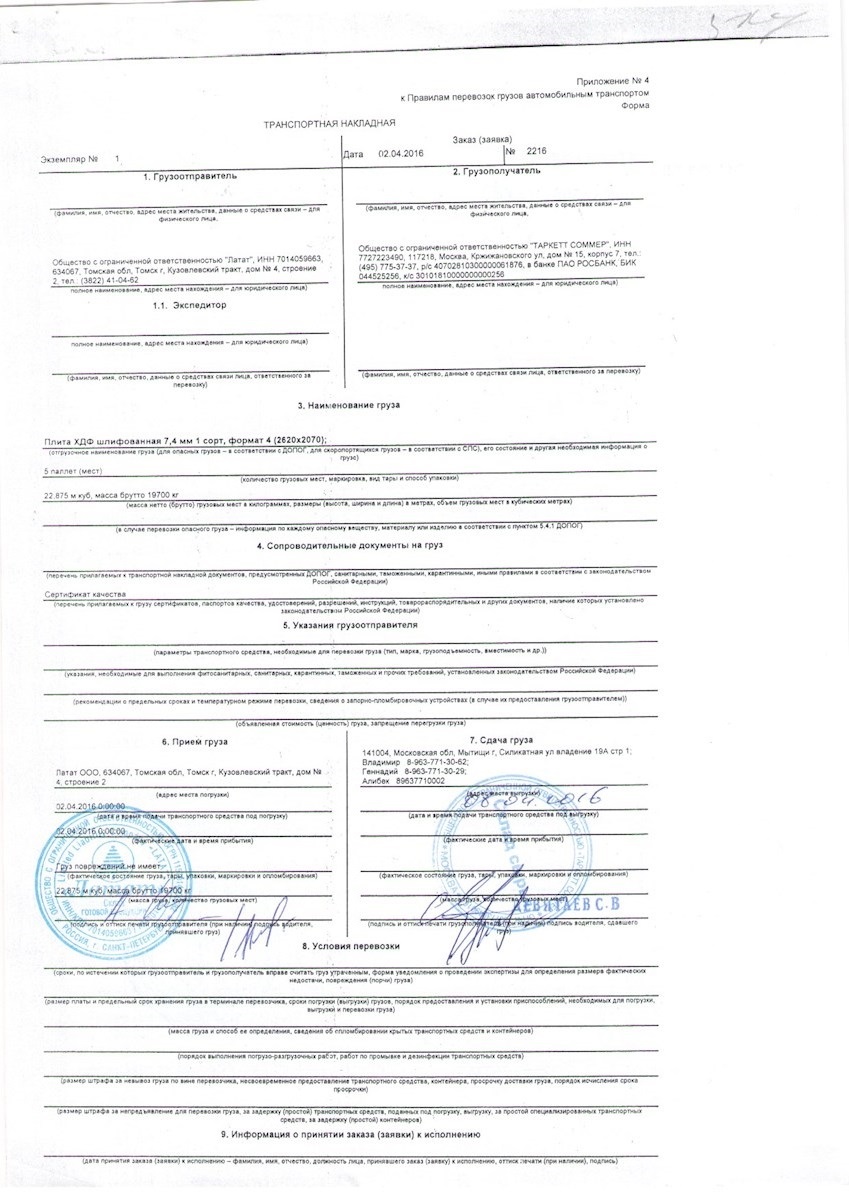 Приложение № 4
к Правилам перевозок грузов автомобильным транспортом
Форма
ТРАНСПОРТНАЯ НАКЛАДНАЯ
Заказ (заявка)
Экземпляр № 1
Дата 02.04.2016 № 2216
1. Грузоотправитель
(фамилия, имя, отчество, адрес места жительства, данные о средствах связи – для
физического лица,
Общество с ограниченной ответственностью "Латат", ИНН 7014059663,
634067, Томская обл, Томск г, Кузовлевский тракт, дом № 4, строение
2, тел.: (3822) 41-04-62
полное наименование, адрес места нахождения – для юридического лица)
1.1. Экспедитор
полное наименование, адрес места нахождения – для юридического лица)
(фамилия, имя, отчество, данные о средствах связи лица, ответственного за
перевозку)
2. Грузополучатель
(фамилия, имя, отчество, адрес места жительства, данные о средствах связи – для
физического лица,
Общество с ограниченной ответственностью "ТАРКЕТТ СОММЕР", ИНН
7727223490, 117218, Москва, Кржижановского ул, дом № 15, корпус 7, тел.:
(495) 775-37-37, р/с 40702810300000061876, в банке ПАО РОСБАНК, БИК
044525256, к/с 30101810000000000256
полное наименование, адрес места нахождения – для юридического лица)
(фамилия, имя, отчество, данные о средствах связи лица, ответственного за перевозку)
3. Наименование груза
Плита ХДФ шлифованная 7,4 мм 1 сорт, формат 4 (2620х2070);
(отгрузочное наименование груза (для опасных грузов – в соответствии с ДОПОГ, для скоропортящихся грузов – в соответствии с СПС), его состояние и другая необходимая информация о
грузе)
5 паллет (мест)
(количество грузовых мест, маркировка, вид тары и способ упаковки)
22,875 м куб, масса брутто 19700 кг
(масса нетто (брутто) грузовых мест в килограммах, размеры (высота, ширина и длина) в метрах, объем грузовых мест в кубических метрах)
(в случае перевозки опасного груза – информация по каждому опасному веществу, материалу или изделию в соответствии с пунктом 5.4.1 ДОПОГ)
4. Сопроводительные документы на груз
(перечень прилагаемых к транспортной накладной документов, предусмотренных ДОПОГ, санитарными, таможенными, карантинными, иными правилами в соответствии с законодательством
Российской Федерации)
Сертификат качества
(перечень прилагаемых к грузу сертификатов, паспортов качества, удостоверений, разрешений, инструкций, товарораспорядительных и других документов, наличие которых установлено
законодательством Российской Федерации)
5. Указания грузоотправителя
(параметры транспортного средства, необходимые для перевозки груза (тип, марка, грузоподъемность, вместимость и др.))
(указания, необходимые для выполнения фитосанитарных, санитарных, карантинных, таможенных и прочих требований, установленных законодательством Российской Федерации)
(рекомендации о предельных сроках и температурном режиме перевозки, сведения о запорно-пломбировочных устройствах (в случае их предоставления грузоотправителем))
(объявленная стоимость (ценность) груза, запрещение перегрузки груза)
6. Прием груза
Латат ООО, 634067, Томская обл, Томск г, Кузовлевский тракт, дом №
4, строение 2
(адрес места погрузки)
02.04.2016 0:00:00
(дата и время подачи транспортного средства под погрузку)
02.04.2016 0:00:00
(фактические дата и время прибытия)
Груз повреждений не имеет
(фактическое состояние груза, тары, упаковки, маркировки и опломбирования)
22,875 м куб, масса брутто 19700 кг
(масса груза, количество грузовых мест)
(подпись и оттиск печати грузоотправителя (при наличии), подпись водителя,
принявшего груз)
7. Сдача груза
141004, Московская обл, Мытищи г, Силикатная ул владение 19А стр 1;
Владимир 8-963-771-30-62;
Геннадий 8-963-771-30-29;
Алибек 89637710002
(адрес места выгрузки)
08.04.2016
(дата и время подачи транспортного средства под выгрузку)
(фактические дата и время прибытия)
(фактическое состояние груза, тары, упаковки, маркировки и опломбирования)
(масса груза, количество грузовых мест)
ДЕВЯТАЕВ С.В
(подпись и оттиск печати грузополучателя (при наличии) подпись водителя, сдавшего
груз)
8. Условия перевозки
(сроки, по истечении которых грузоотправитель и грузополучатель вправе считать груз утраченным, форма уведомления о проведении экспертизы для определения размера фактических
недостачи, повреждения (порчи) груза)
(размер платы и предельный срок хранения груза в терминале перевозчика, сроки погрузки (выгрузки) грузов, порядок предоставления и установки приспособлений, необходимых для погрузки,
выгрузки и перевозки груза)
(масса груза и способ ее определения, сведения об опломбировании крытых транспортных средств и контейнеров)
(порядок выполнения погрузо-разгрузочных работ, работ по промывке и дезинфекции транспортных средств)
(размер штрафа за невывоз груза по вине перевозчика, несвоевременное предоставление транспортного средства, контейнера, просрочку доставки груза, порядок исчисления срока
просрочки)
(размер штрафа за непредъявление для перевозки груза, за задержку (простой) транспортных средств, поданных под погрузку, выгрузку, за простой специализированных транспортных
средств, за задержку (простой) контейнеров)
9. Информация о принятии заказа (заявки) к исполнению
(дата принятия заказа (заявки) к исполнению – фамилия, имя, отчество, должность лица, принявшего заказ (заявку) к исполнению, оттиск печати (при наличии), подпись)